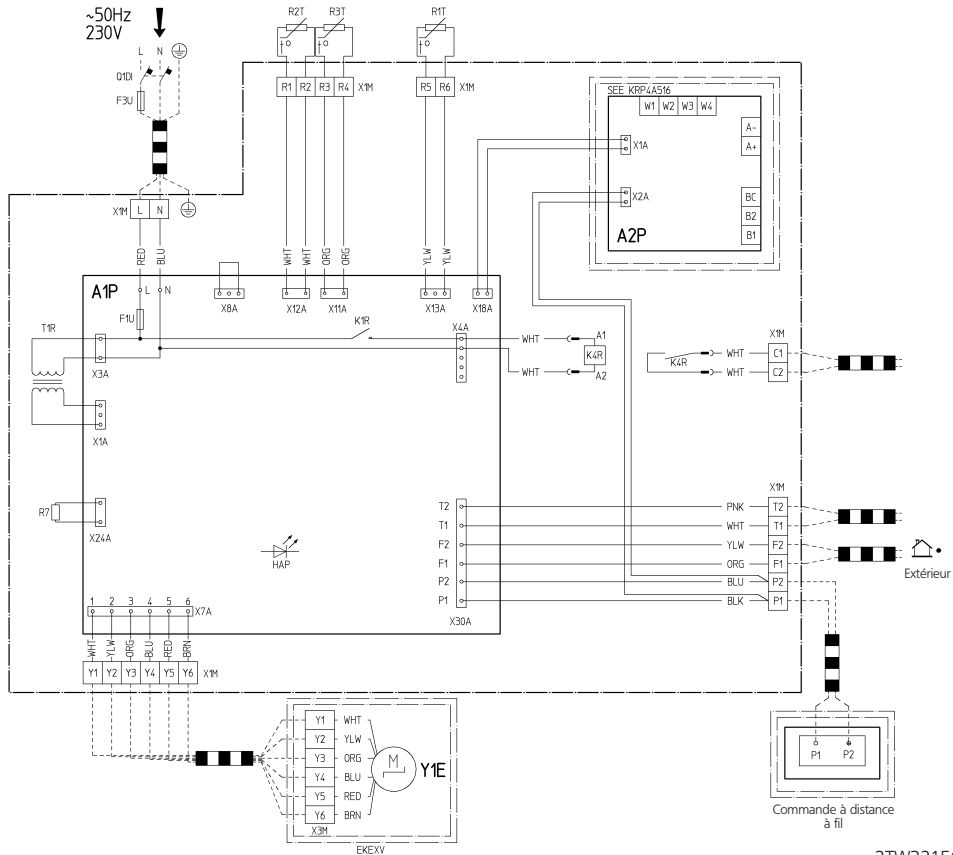 ~50Hz
230V
L N
Q1DI
F3U
R2T R3T R1T
R1 R2 R3 R4 X1M
R5 R6 X1M
SEE KRP4A516
W1 W2 W3 W4
A-
A+
X1A
X2A
BC
B2
B1
A2P
X1M L N
RED BLU WHT WHT ORG ORG YLW YLW
A1P L N
X8A X12A X11A X13A X18A
F1U
K1R X4A
T1R
X3A
WHT A1
K4R
WHT A2
X1M
K4R WHT C1
WHT C2
X1A
R7
X24A
HAP
X1M
T2 PNK T2
T1 WHT T1
F2 YLW F2
F1 ORG F1
P2 BLU P2
P1 BLK P1
X30A
Extérieur
1 2 3 4 5 6 X7A
WHT YLW ORG BLU RED BRN
Y1 Y2 Y3 Y4 Y5 Y6 X1M
Y1 WHT
Y2 YLW
Y3 ORG
Y4 BLU
Y5 RED
Y6 BRN
X3M
M
Y1E
EKEXV
P1 P2
Commande à distance
à fil